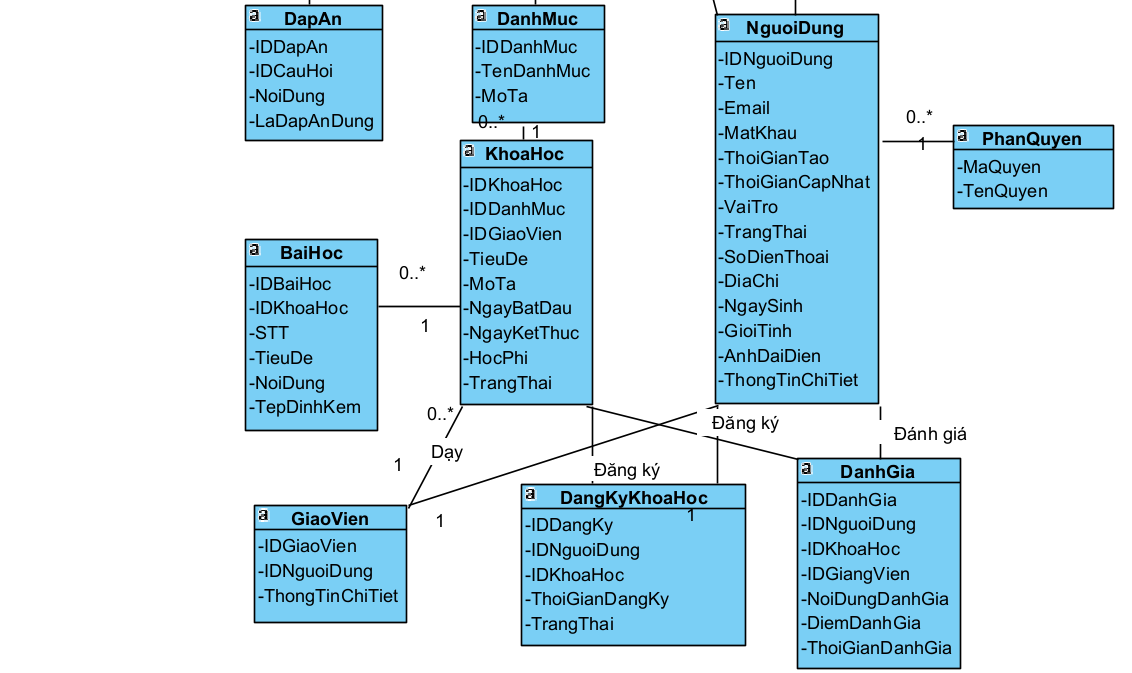 DapAn
-IDDapAn
-IDCauHoi
-NoiDung
-LaDapAnDung
DanhMuc
-IDDanhMuc
-TenDanhMuc
-MoTa
0..*
1
NguoiDung
-IDNguoiDung
-Ten
-Email
-MatKhau
-ThoiGianTao
-ThoiGianCapNhat
-VaiTro
-TrangThai
-SoDienThoai
-DiaChi
-NgaySinh
-GioiTinh
-AnhDaiDien
-ThongTinChiTiet
0..*
1
PhanQuyen
-MaQuyen
-TenQuyen
KhoaHoc
-IDKhoaHoc
-IDDanhMuc
-IDGiaoVien
-TieuDe
-MoTa
-NgayBatDau
-NgayKetThuc
-HocPhi
-TrangThai
BaiHoc
-IDBaiHoc
-IDKhoaHoc
-STT
-TieuDe
-NoiDung
-TepDinhKem
0..*
1
0..*
Dạy
1
1
Đăng ký
Đăng ký
Đánh giá
GiaoVien
-IDGiaoVien
-IDNguoiDung
-ThongTinChiTiet
DangKyKhoaHoc
1
-IDDangKy
-IDNguoiDung
-IDKhoaHoc
-ThoiGianDangKy
-TrangThai
DanhGia
-IDDanhGia
-IDNguoiDung
-IDKhoaHoc
-IDGiangVien
-NoiDungDanhGia
-DiemDanhGia
-ThoiGianDanhGia